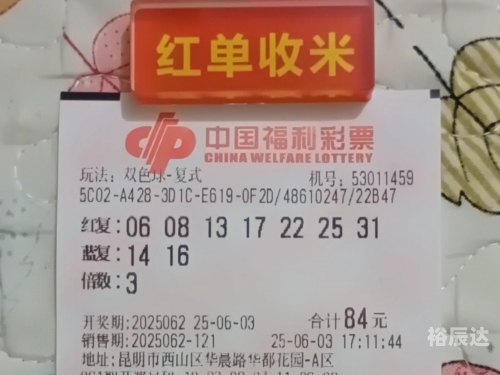 红单收米
中国福利彩票
CHINA WELFARE LOTTERY
玩法: 双色球-复式 机号: 53011459
5C02-A428-3D1C-E619-0F2D/48610247/22B47
红复: 06 08 13 17 22 25 31
蓝复: 14 16
倍数: 3
开奖期: 2025062 25-06-03 合计84元
销售期: 2025062-121 25-06-03 17:11:44
地址: 昆明市西山区华晨路华都花园-A区
裕辰达